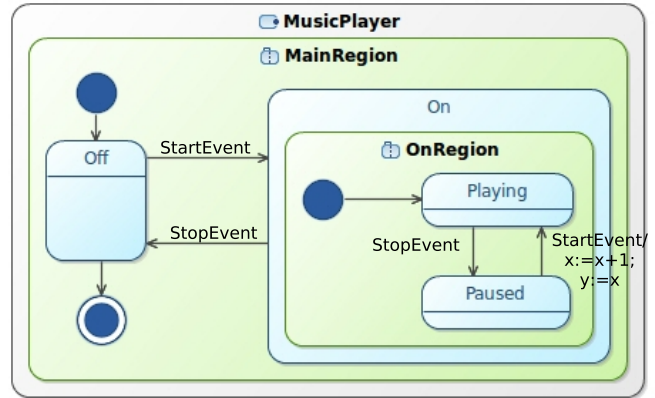 MusicPlayer
MainRegion
On
Off
StartEvent
OnRegion
Playing
StopEvent
StopEvent
StartEvent/
x:=x+1;
y:=x
Paused